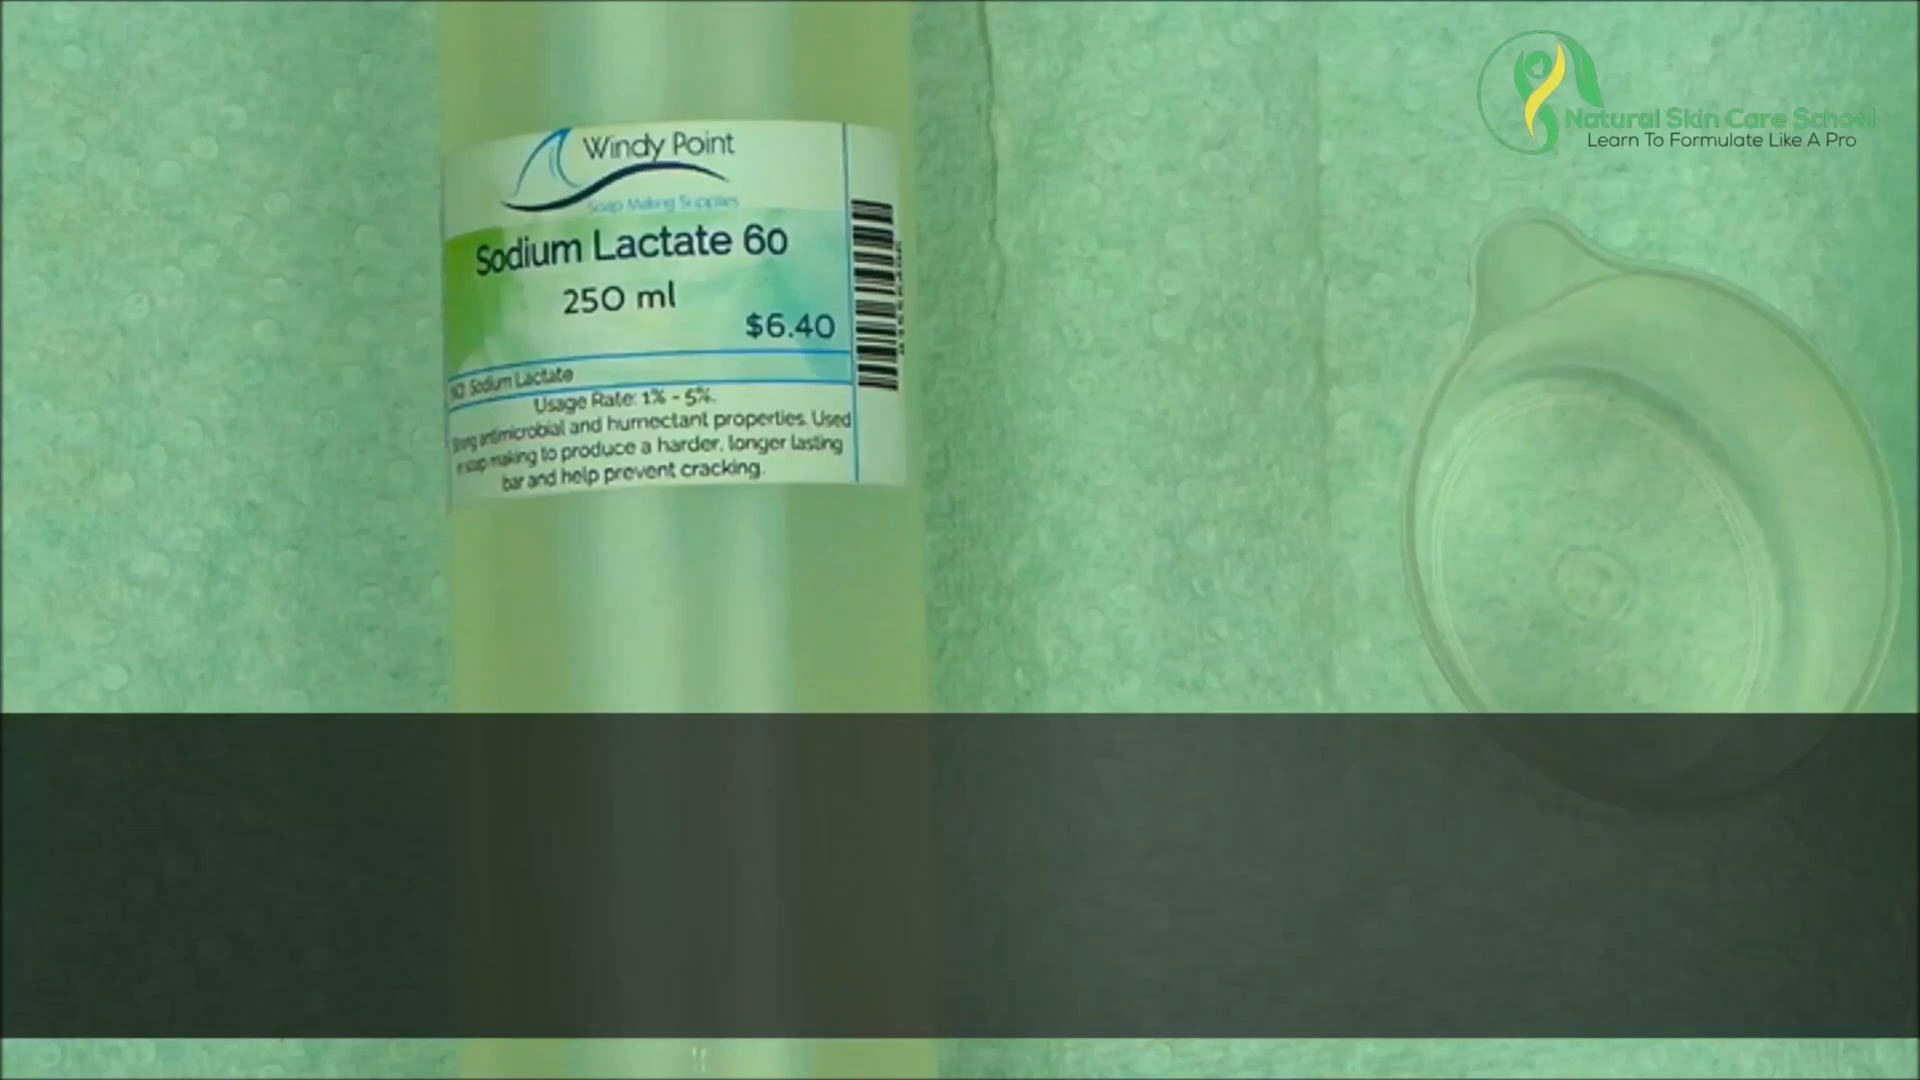 Windy Point
Soap Making Supplies
Sodium Lactate 60
250 ml
$6.40
Sodium Lactate
Usage Rate: 1% - 5%.
antimicrobial and humectant properties. Used
soap making to produce a harder, longer lasting
bar and help prevent cracking.
Natural Skin Care School
Learn To Formulate Like A Pro